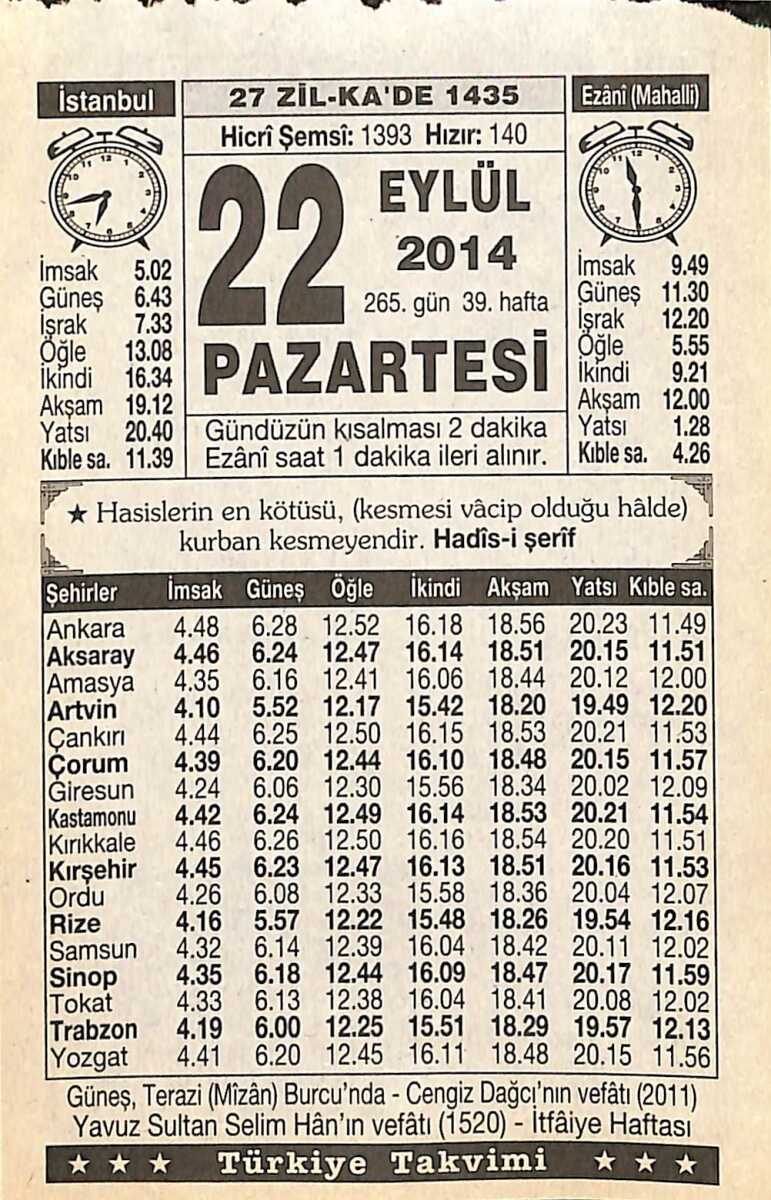 İstanbul
27 ZİL-KA'DE 1435
Ezânî (Mahalli)
Hicrî Şemsî: 1393 Hızır: 140
22
EYLÜL
2014
265. gün 39. hafta
PAZARTESİ
Gündüzün kısalması 2 dakika
Ezânî saat 1 dakika ileri alınır.
İmsak 5.02
Güneş 6.43
İşrak 7.33
Öğle 13.08
İkindi 16.34
Akşam 19.12
Yatsı 20.40
Kıble sa. 11.39
İmsak 9.49
Güneş 11.30
İşrak 12.20
Öğle 5.55
İkindi 9.21
Akşam 12.00
Yatsı 1.28
Kıble sa. 4.26
★ Hasislerin en kötüsü, (kesmesi vâcip olduğu hâlde)
kurban kesmeyendir. Hadîs-i şerîf
Şehirler İmsak Güneş Öğle İkindi Akşam Yatsı Kıble sa.
Ankara 4.48 6.28 12.52 16.18 18.56 20.23 11.49
Aksaray 4.46 6.24 12.47 16.14 18.51 20.15 11.51
Amasya 4.35 6.16 12.41 16.06 18.44 20.12 12.00
Artvin 4.10 5.52 12.17 15.42 18.20 19.49 12.20
Çankırı 4.44 6.25 12.50 16.15 18.53 20.21 11.53
Çorum 4.39 6.20 12.44 16.10 18.48 20.15 11.57
Giresun 4.24 6.06 12.30 15.56 18.34 20.02 12.09
Kastamonu 4.42 6.24 12.49 16.14 18.53 20.21 11.54
Kırıkkale 4.46 6.26 12.50 16.16 18.54 20.20 11.51
Kırşehir 4.45 6.23 12.47 16.13 18.51 20.16 11.53
Ordu 4.26 6.08 12.33 15.58 18.36 20.04 12.07
Rize 4.16 5.57 12.22 15.48 18.26 19.54 12.16
Samsun 4.32 6.14 12.39 16.04 18.42 20.11 12.02
Sinop 4.35 6.18 12.44 16.09 18.47 20.17 11.59
Tokat 4.33 6.13 12.38 16.04 18.41 20.08 12.02
Trabzon 4.19 6.00 12.25 15.51 18.29 19.57 12.13
Yozgat 4.41 6.20 12.45 16.11 18.48 20.15 11.56
Güneş, Terazi (Mîzân) Burcu'nda - Cengiz Dağcı'nın vefâtı (2011)
Yavuz Sultan Selim Hân'ın vefâtı (1520) - İtfâiye Haftası
★ ★ ★ Türkiye Takvimi ★ ★ ★